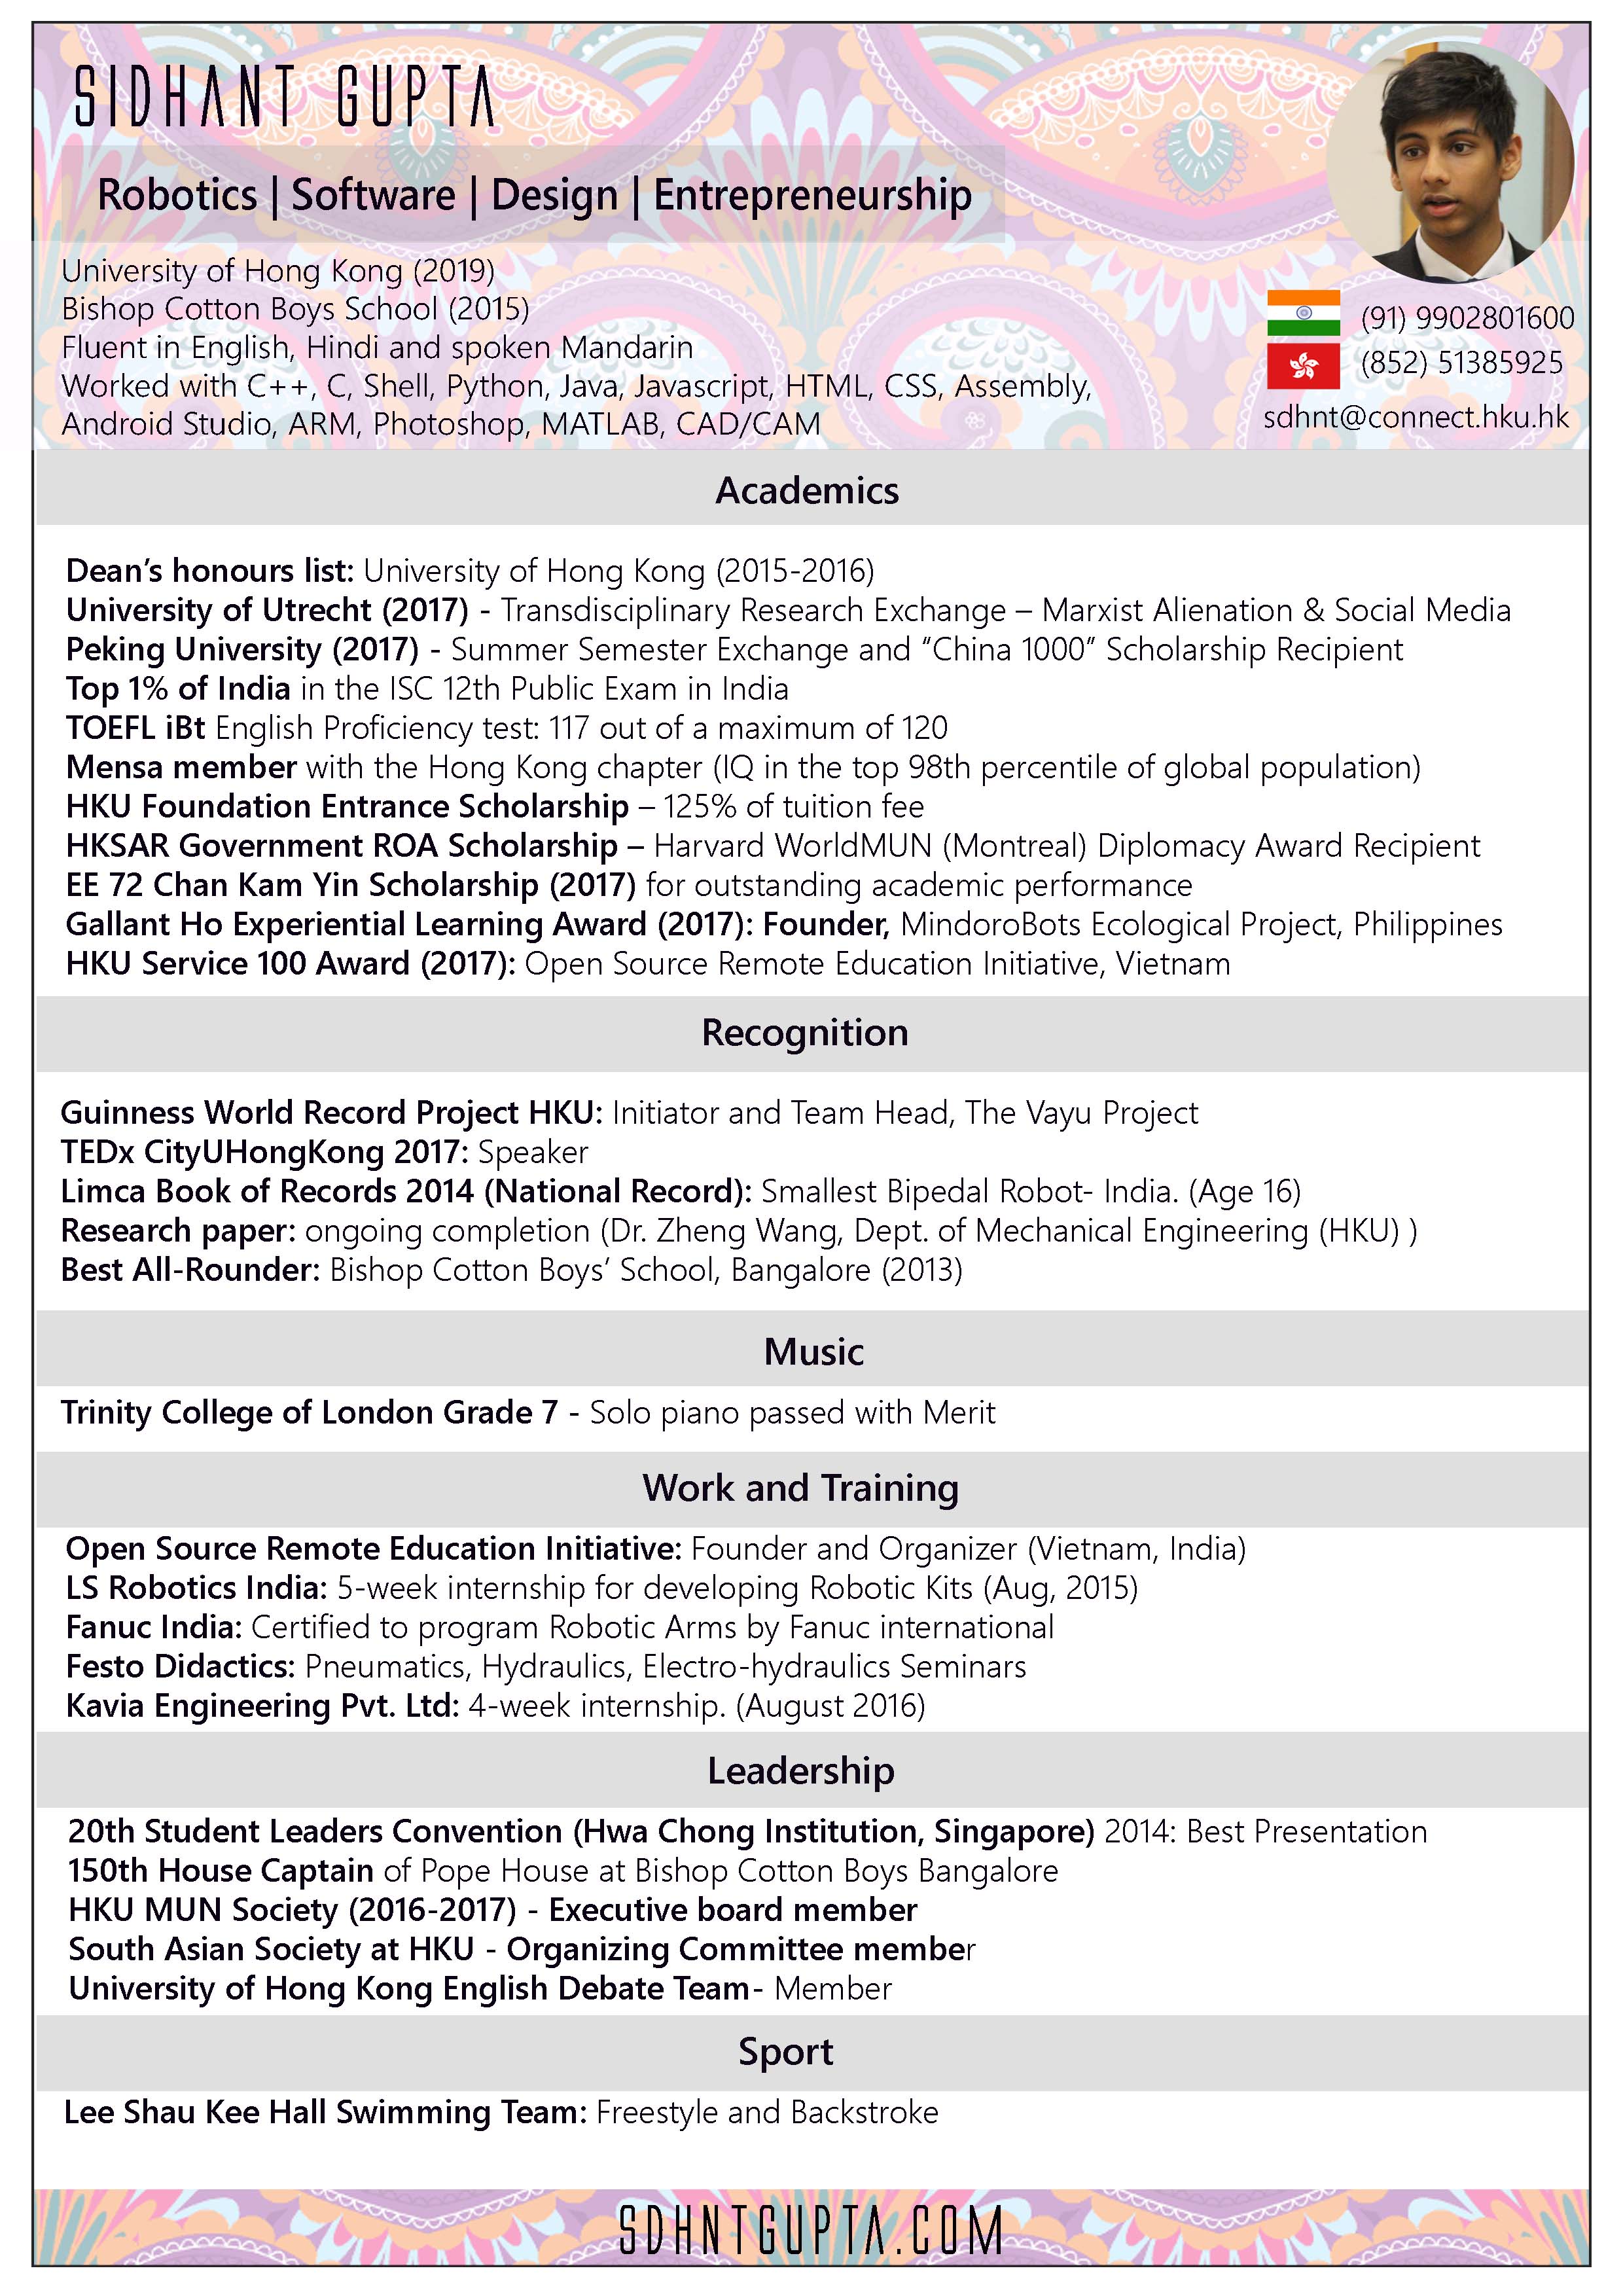 SIDHANT GUPTA
Robotics | Software | Design | Entrepreneurship
University of Hong Kong (2019)
Bishop Cotton Boys School (2015)
Fluent in English, Hindi and spoken Mandarin
Worked with C++, C, Shell, Python, Java, Javascript, HTML, CSS, Assembly,
Android Studio, ARM, Photoshop, MATLAB, CAD/CAM
(91) 9902801600
(852) 51385925
sdhnt@connect.hku.hk
Academics
Dean’s honours list: University of Hong Kong (2015-2016)
University of Utrecht (2017) - Transdisciplinary Research Exchange – Marxist Alienation & Social Media
Peking University (2017) - Summer Semester Exchange and “China 1000” Scholarship Recipient
Top 1% of India in the ISC 12th Public Exam in India
TOEFL iBt English Proficiency test: 117 out of a maximum of 120
Mensa member with the Hong Kong chapter (IQ in the top 98th percentile of global population)
HKU Foundation Entrance Scholarship – 125% of tuition fee
HKSAR Government ROA Scholarship – Harvard WorldMUN (Montreal) Diplomacy Award Recipient
EE 72 Chan Kam Yin Scholarship (2017) for outstanding academic performance
Gallant Ho Experiential Learning Award (2017): Founder, MindoroBots Ecological Project, Philippines
HKU Service 100 Award (2017): Open Source Remote Education Initiative, Vietnam
Recognition
Guinness World Record Project HKU: Initiator and Team Head, The Vayu Project
TEDx CityUHongKong 2017: Speaker
Limca Book of Records 2014 (National Record): Smallest Bipedal Robot- India. (Age 16)
Research paper: ongoing completion (Dr. Zheng Wang, Dept. of Mechanical Engineering (HKU) )
Best All-Rounder: Bishop Cotton Boys’ School, Bangalore (2013)
Music
Trinity College of London Grade 7 - Solo piano passed with Merit
Work and Training
Open Source Remote Education Initiative: Founder and Organizer (Vietnam, India)
LS Robotics India: 5-week internship for developing Robotic Kits (Aug, 2015)
Fanuc India: Certified to program Robotic Arms by Fanuc international
Festo Didactics: Pneumatics, Hydraulics, Electro-hydraulics Seminars
Kavia Engineering Pvt. Ltd: 4-week internship. (August 2016)
Leadership
20th Student Leaders Convention (Hwa Chong Institution, Singapore) 2014: Best Presentation
150th House Captain of Pope House at Bishop Cotton Boys Bangalore
HKU MUN Society (2016-2017) - Executive board member
South Asian Society at HKU - Organizing Committee member
University of Hong Kong English Debate Team- Member
Sport
Lee Shau Kee Hall Swimming Team: Freestyle and Backstroke
SDHNTGUPTA.COM